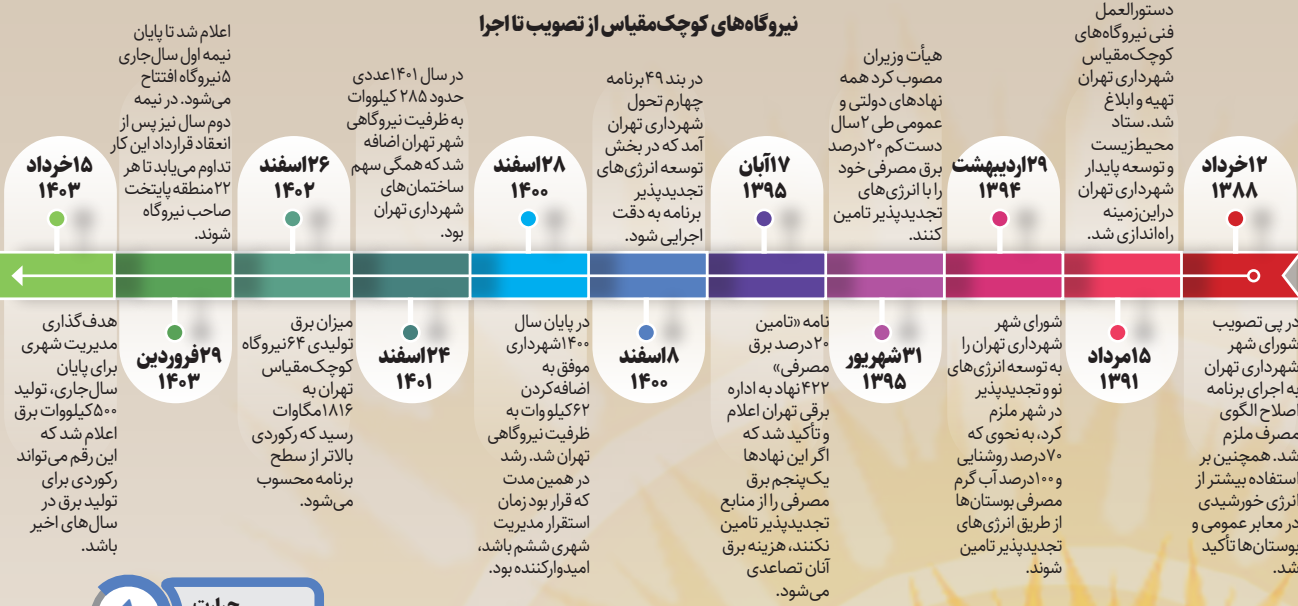 نیروگاه‌های کوچک‌مقیاس از تصویب تا اجرا
۱۲خرداد
۱۳۸۸
در پی تصویب
شورای شهر
شهرداری تهران
به اجرای برنامه
اصلاح الگوی
مصرف ملزم
شد. همچنین بر
استفاده بیشتر از
انرژی خورشیدی
در معابر عمومی و
بوستان‌ها تأکید
شد.
دستورالعمل
فنی نیروگاه‌های
کوچک‌مقیاس
شهرداری تهران
تهیه و ابلاغ
شد. ستاد
محیط‌زیست
و توسعه پایدار
شهرداری تهران
دراین‌زمینه
راه‌اندازی شد.
۱۵مرداد
۱۳۹۱
۲۹اردیبهشت
۱۳۹۴
شورای شهر
شهرداری تهران را
به توسعه انرژی‌های
نو و تجدیدپذیر
در شهر ملزم
کرد، به نحوی که
۷۰درصد روشنایی
و ۱۰۰درصد آب گرم
مصرفی بوستان‌ها
از طریق انرژی‌های
تجدیدپذیر تامین
شوند.
هیأت وزیران
مصوب کرد همه
نهادهای دولتی و
عمومی طی ۲سال
دست‌کم ۲۰درصد
برق مصرفی خود
را با انرژی‌های
تجدیدپذیر تامین
کنند.
۳۱شهریور
۱۳۹۵
۱۷آبان
۱۳۹۵
نامه «تامین
۲۰درصد برق
مصرفی»
۴۲۲نهاد به اداره
برقی تهران اعلام
و تأکید شد که
اگر این نهادها
یک‌پنجم برق
مصرفی را از منابع
تجدیدپذیر تامین
نکنند، هزینه برق
آنان تصاعدی
می‌شود.
در بند ۴۹برنامه
چهارم تحول
شهرداری تهران
آمد که در بخش
توسعه انرژی‌های
تجدیدپذیر
برنامه به دقت
اجرایی شود.
۸اسفند
۱۴۰۰
۲۸اسفند
۱۴۰۰
در پایان سال
۱۴۰۰شهرداری
موفق به
اضافه‌کردن
۶۲کیلو وات به
ظرفیت نیروگاهی
تهران شد. رشد
در همین مدت
که قرار بود زمان
استقرار مدیریت
شهری ششم باشد،
امیدوارکننده بود.
در سال ۱۴۰۱عددی
حدود ۲۸۵ کیلووات
به ظرفیت نیروگاهی
شهر تهران اضافه
شد که همگی سهم
ساختمان‌های
شهرداری تهران
بود.
۲۴اسفند
۱۴۰۱
۲۶اسفند
۱۴۰۲
میزان برق
تولیدی ۶۴نیروگاه
کوچک‌مقیاس
تهران به
۱۸۱۶مگاوات
رسید که رکوردی
بالاتر از سطح
برنامه محسوب
می‌شود.
اعلام شد تا پایان
نیمه اول سال‌جاری
۵نیروگاه افتتاح
می‌شود. در نیمه
دوم سال نیز پس از
انعقاد قرارداد این کار
تداوم می‌یابد تا هر
۲۲منطقه پایتخت
صاحب نیروگاه
شوند.
۲۹فروردین
۱۴۰۳
۱۵خرداد
۱۴۰۳
هدف‌گذاری
مدیریت شهری
برای پایان
سال‌جاری، تولید
۵۰۰کیلووات برق
اعلام شد که
این رقم می‌تواند
رکوردی برای
تولید برق در
سال‌های اخیر
باشد.